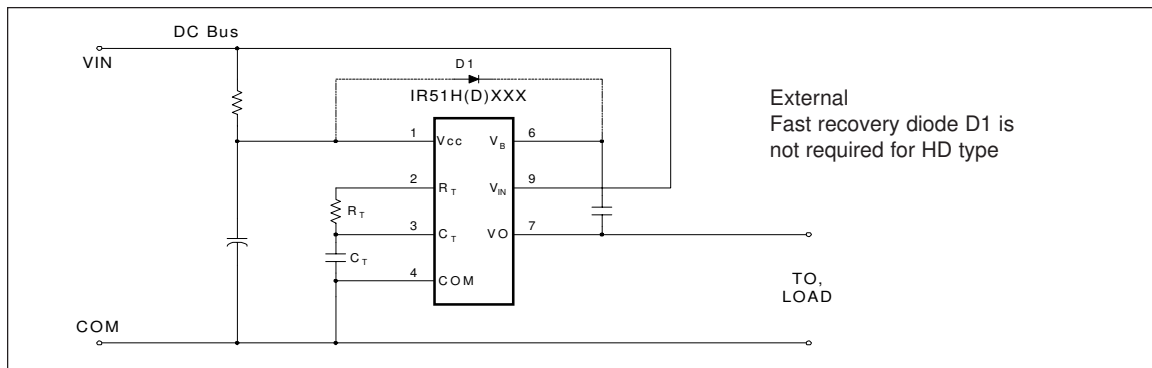 DC Bus
VIN
D1
IR51H(D)XXX
External
Fast recovery diode D1 is
not required for HD type
1 Vcc VB 6
2 RT VIN 9
RT
3 CT VO 7
CT
4 COM
TO,
LOAD
COM